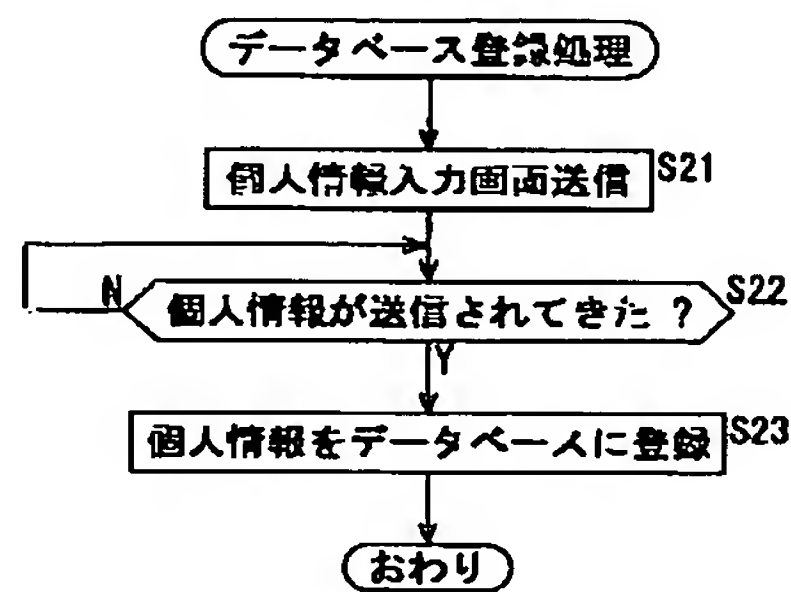 データベース登録処理
個人情報入力画面送信 S21
N 個人情報が送信されてきた？ S22
Y
個人情報をデータベースに登録 S23
おわり